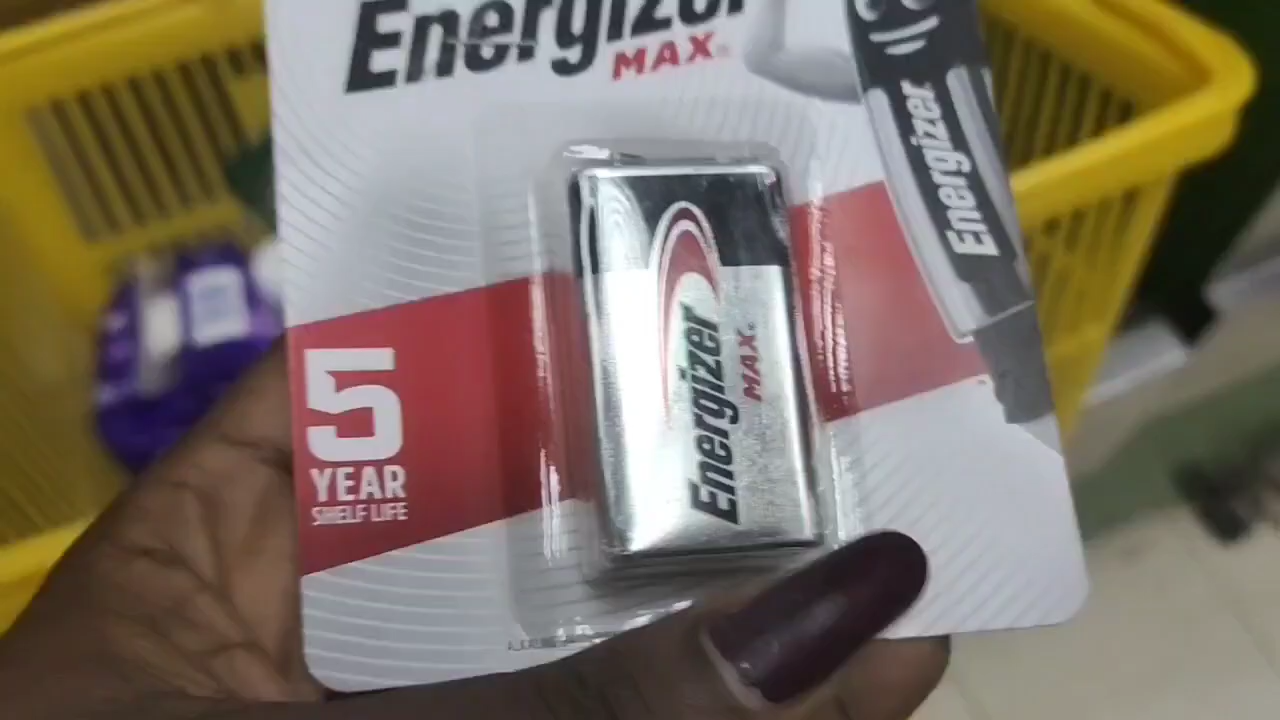 Energizer
MAX
Energizer
Energizer
MAX
5
YEAR
SHELF LIFE